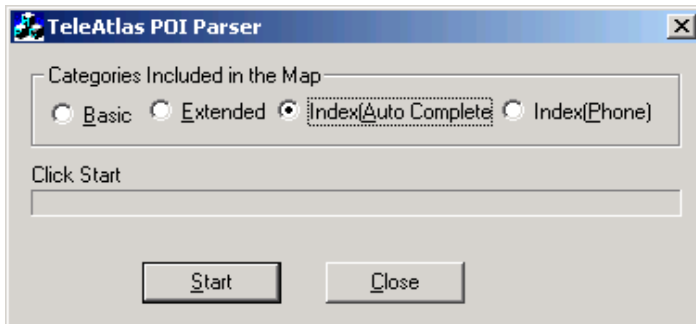 TeleAtlas POI Parser
Categories Included in the Map
Basic Extended Index(Auto Complete Index(Phone)
Click Start
Start Close